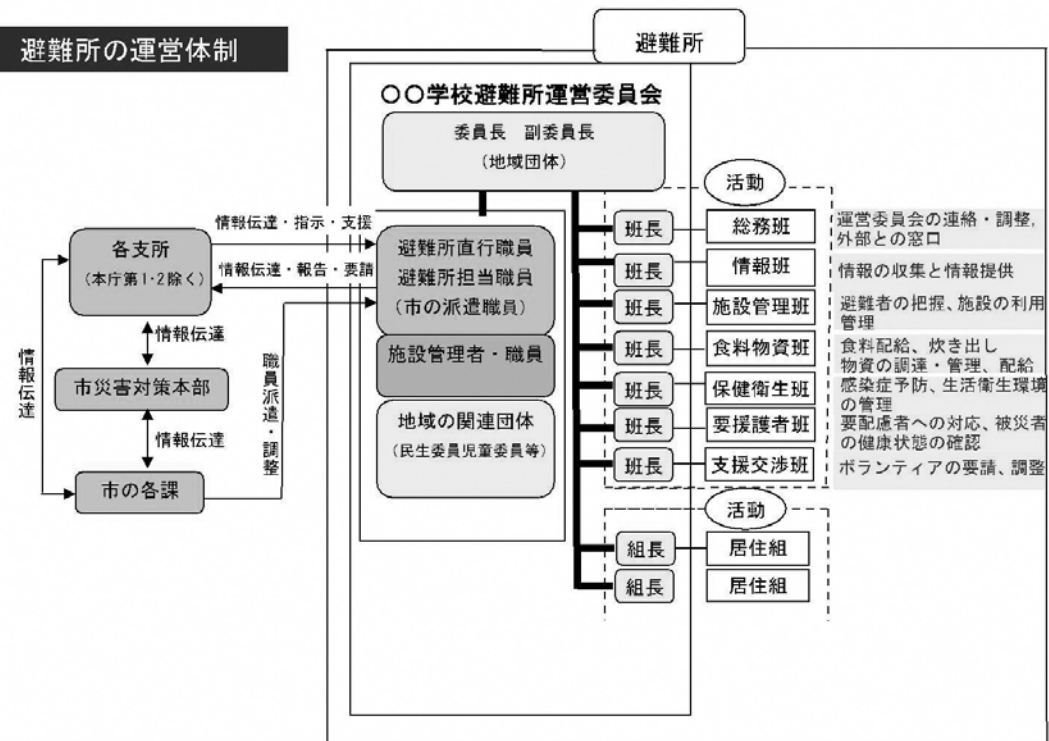 避難所の運営体制
避難所
〇〇学校避難所運営委員会
委員長 副委員長
(地域団体)
活動
情報伝達・指示・支援
情報伝達・報告・要請
各支所
(本庁第1・2除く)
情報伝達
情報伝達
市災害対策本部
情報伝達
市の各課
職員派遣・調整
避難所直行職員
避難所担当職員
(市の派遣職員)
施設管理者・職員
地域の関連団体
(民生委員児童委員等)
班長 総務班
運営委員会の連絡・調整,
外部との窓口
班長 情報班
情報の収集と情報提供
班長 施設管理班
避難者の把握、施設の利用
管理
班長 食料物資班
食料配給、炊き出し
物資の調達・管理、配給
班長 保健衛生班
感染症予防、生活衛生環境
の管理
班長 要援護者班
要配慮者への対応、被災者
の健康状態の確認
班長 支援交渉班
ボランティアの要請、調整
活動
組長 居住組
組長 居住組